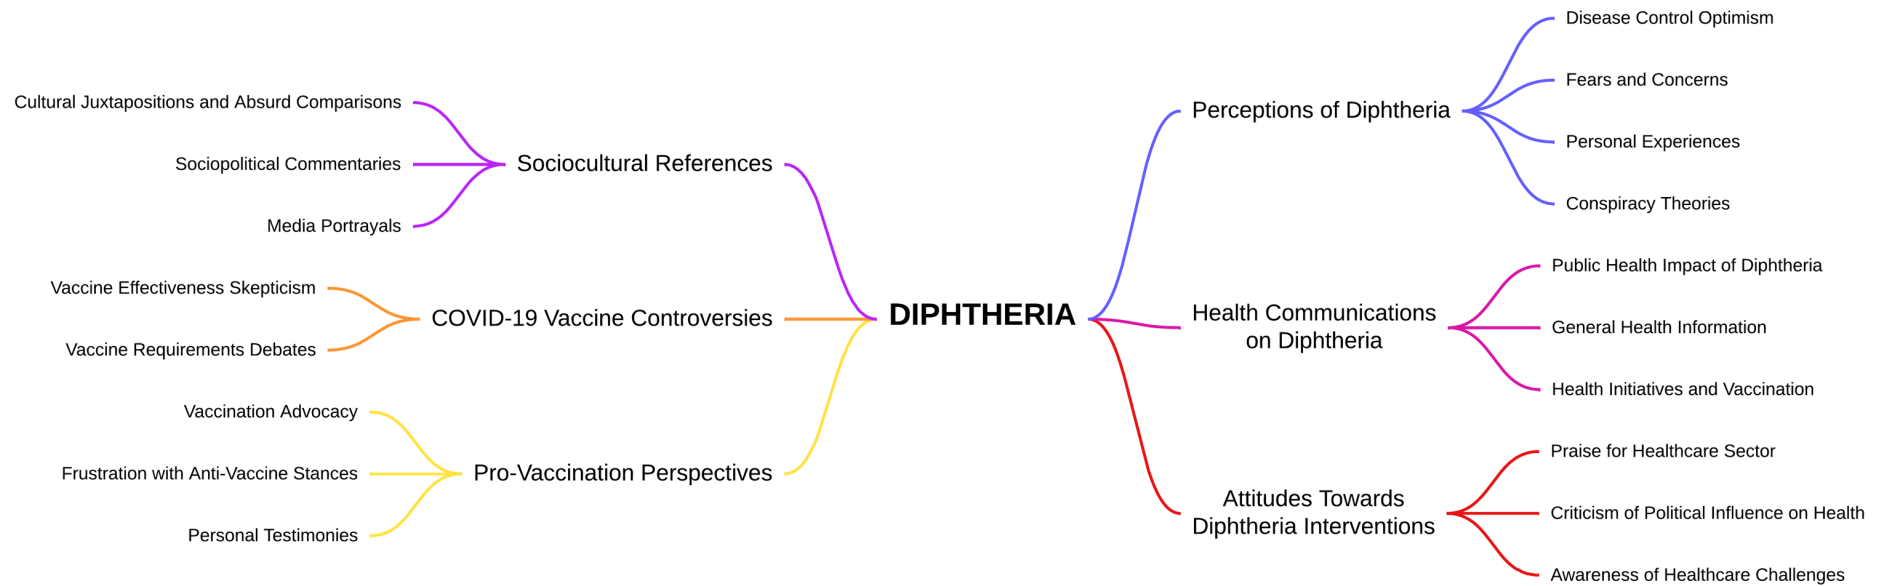 Cultural Juxtapositions and Absurd Comparisons
Sociopolitical Commentaries
Media Portrayals
Sociocultural References
Vaccine Effectiveness Skepticism
Vaccine Requirements Debates
COVID-19 Vaccine Controversies
Vaccination Advocacy
Frustration with Anti-Vaccine Stances
Personal Testimonies
Pro-Vaccination Perspectives
DIPHTHERIA
Perceptions of Diphtheria
Disease Control Optimism
Fears and Concerns
Personal Experiences
Conspiracy Theories
Health Communications
on Diphtheria
Public Health Impact of Diphtheria
General Health Information
Health Initiatives and Vaccination
Attitudes Towards
Diphtheria Interventions
Praise for Healthcare Sector
Criticism of Political Influence on Health
Awareness of Healthcare Challenges